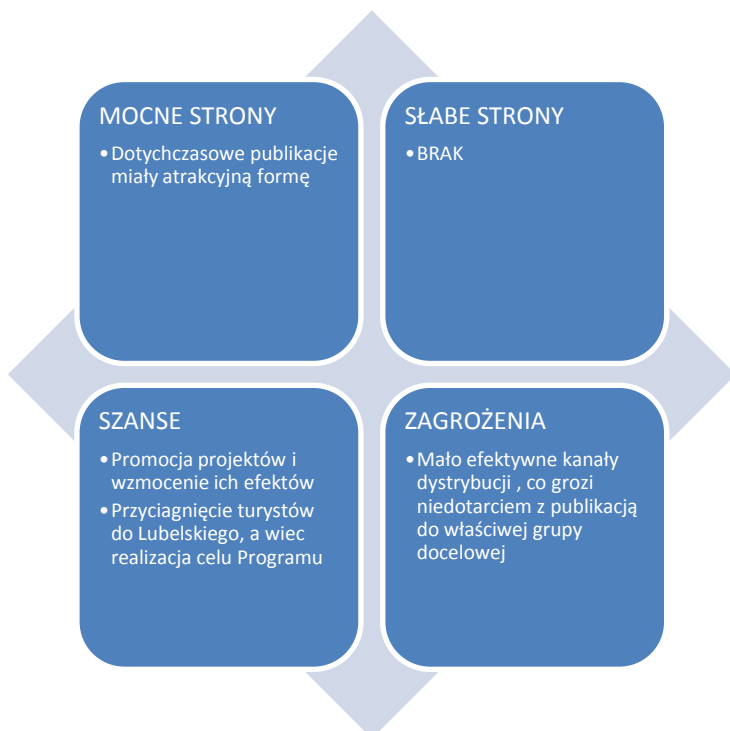 MOCNE STRONY
•Dotychczasowe publikacje
miały atrakcyjną formę
SŁABE STRONY
•BRAK
SZANSE
•Promocja projektów i
wzmocenie ich efektów
•Przyciagnięcie turystów
do Lubelskiego, a wiec
realizacja celu Programu
ZAGROŻENIA
•Mało efektywne kanały
dystrybucji , co grozi
niedotarciem z publikacją
do właściwej grupy
docelowej